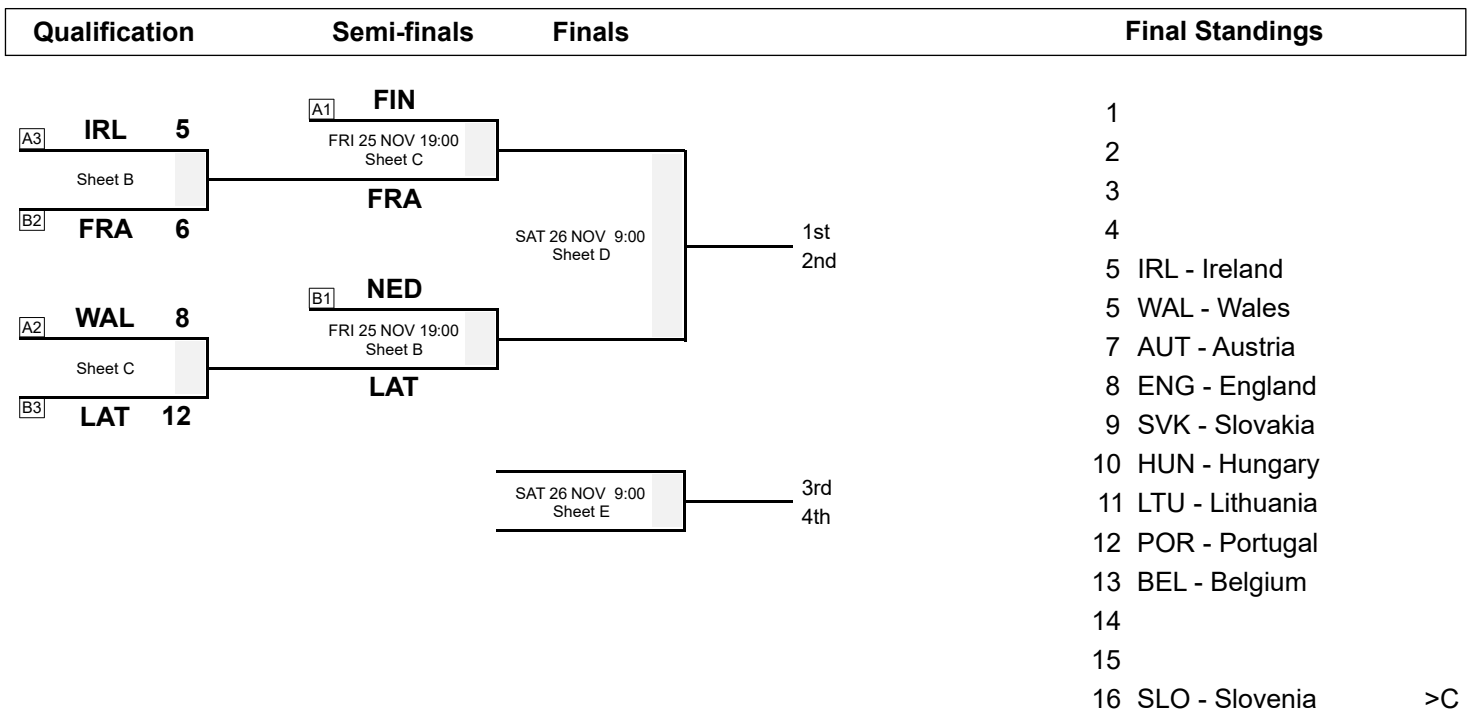 Qualification Semi-finals Finals Final Standings
A1 FIN
A3 IRL 5
FRI 25 NOV 19:00
Sheet C
Sheet B
FRA
B2 FRA 6
SAT 26 NOV 9:00
Sheet D
1st
2nd
B1 NED
A2 WAL 8
FRI 25 NOV 19:00
Sheet B
Sheet C
LAT
B3 LAT 12
SAT 26 NOV 9:00
Sheet E
3rd
4th
1
2
3
4
5 IRL - Ireland
5 WAL - Wales
7 AUT - Austria
8 ENG - England
9 SVK - Slovakia
10 HUN - Hungary
11 LTU - Lithuania
12 POR - Portugal
13 BEL - Belgium
14
15
16 SLO - Slovenia >C